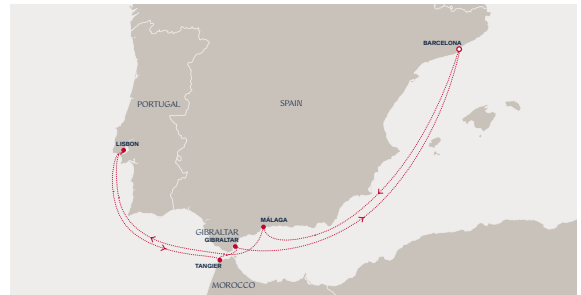 BARCELONA
PORTUGAL
SPAIN
LISBON
MÁLAGA
GIBRALTAR
GIBRALTAR
TANGIER
MOROCCO